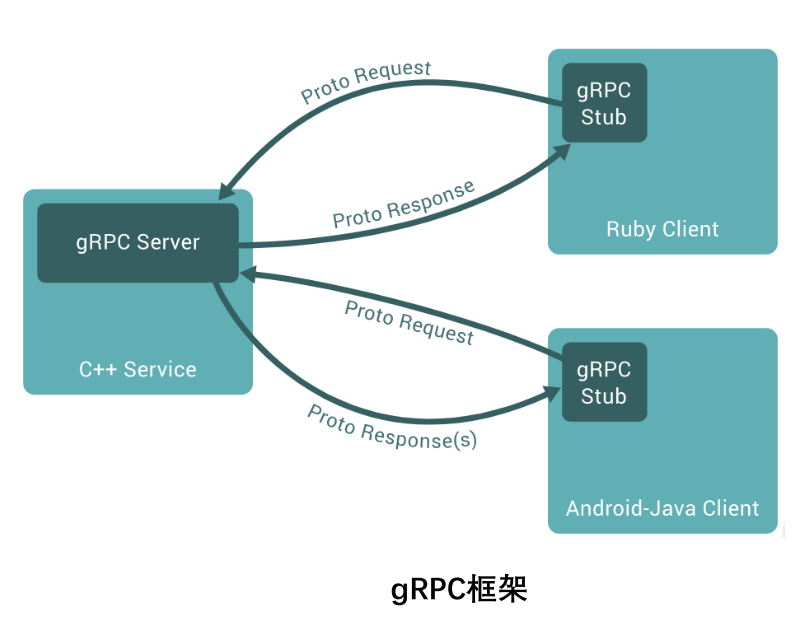 Proto Request
gRPC
Stub
Proto Response
Ruby Client
gRPC Server
C++ Service
Proto Request
gRPC
Stub
Proto Response(s)
Android-Java Client
gRPC框架